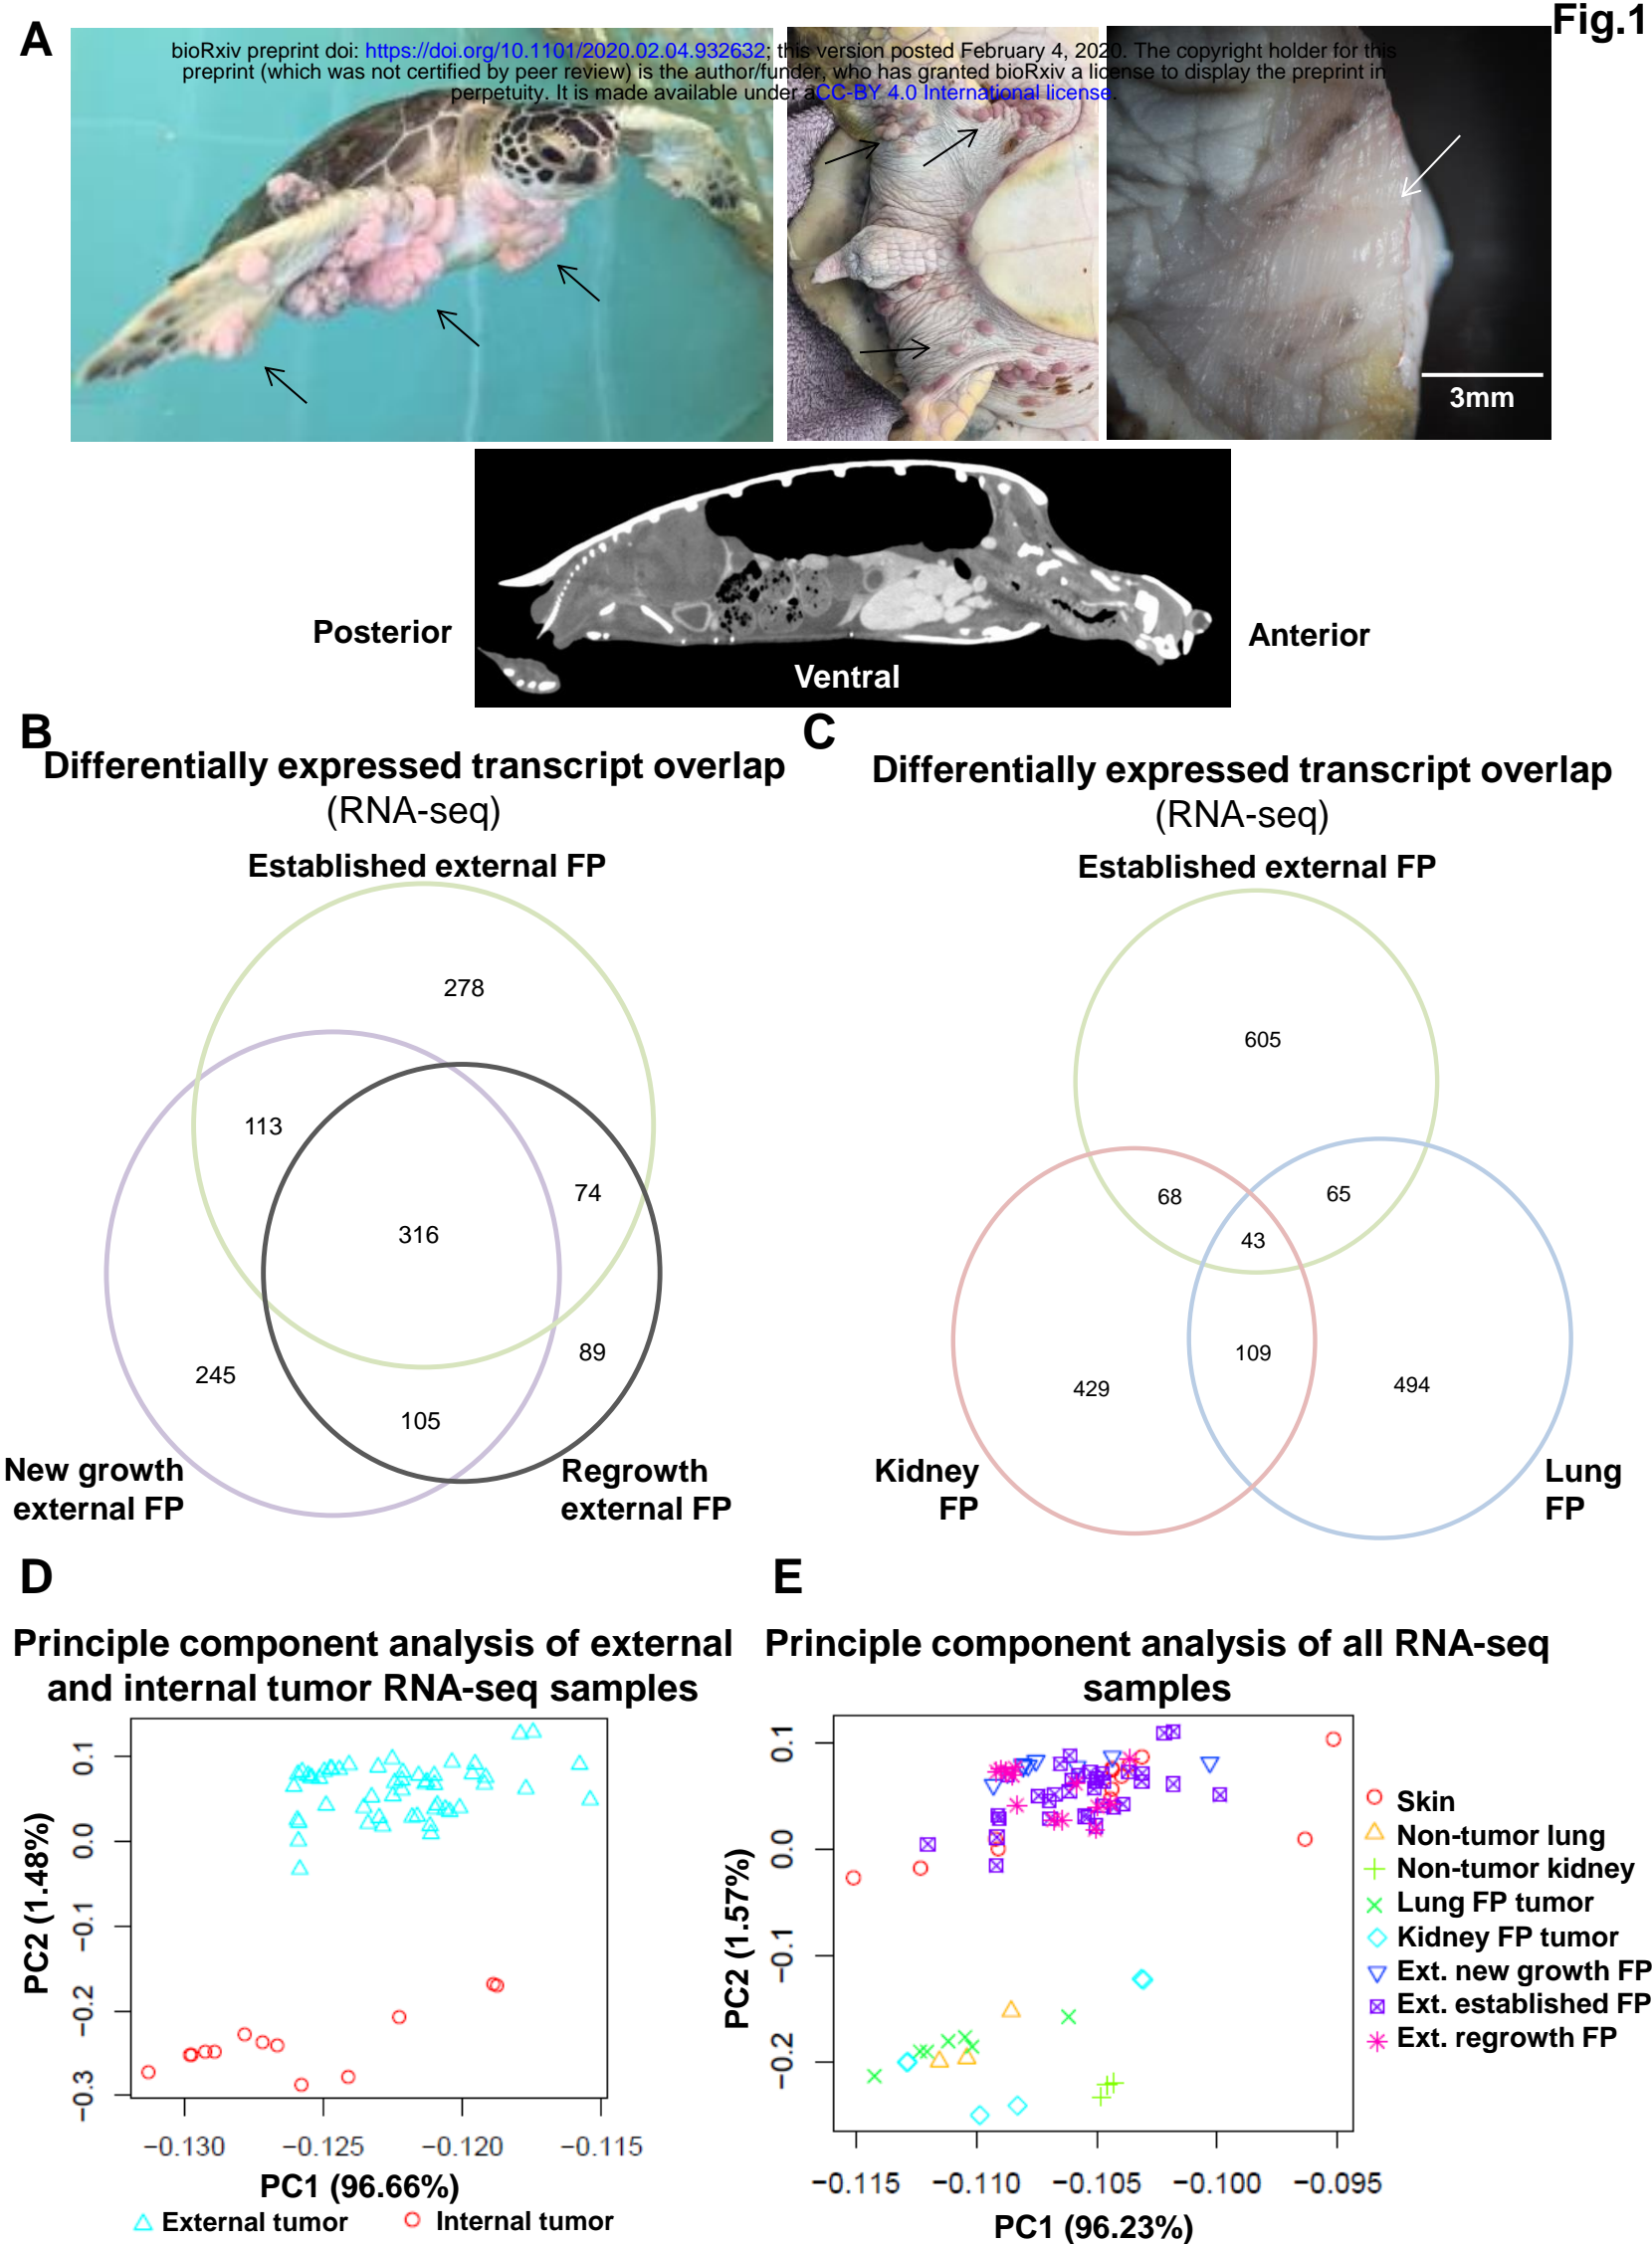 Fig.1
A
bioRxiv preprint doi: https://doi.org/10.1101/2020.02.04.932632; this version posted February 4, 2020. The copyright holder for this
preprint (which was not certified by peer review) is the author/funder, who has granted bioRxiv a license to display the preprint in
perpetuity. It is made available under aCC-BY 4.0 International license.
3mm
Posterior
Anterior
Ventral
B
Differentially expressed transcript overlap
(RNA-seq)
Established external FP
278
113
74
316
245
89
105
New growth
external FP
Regrowth
external FP
C
Differentially expressed transcript overlap
(RNA-seq)
Established external FP
605
68
65
43
109
429
494
Kidney
FP
Lung
FP
D
Principle component analysis of external
and internal tumor RNA-seq samples
PC2 (1.48%)
0.1
0.0
−0.1
−0.2
−0.3
−0.130
−0.125
−0.120
−0.115
PC1 (96.66%)
External tumor
Internal tumor
E
Principle component analysis of all RNA-seq
samples
PC2 (1.57%)
0.1
0.0
−0.1
−0.2
−0.115
−0.110
−0.105
−0.100
−0.095
PC1 (96.23%)
Skin
Non-tumor lung
Non-tumor kidney
Lung FP tumor
Kidney FP tumor
Ext. new growth FP
Ext. established FP
Ext. regrowth FP